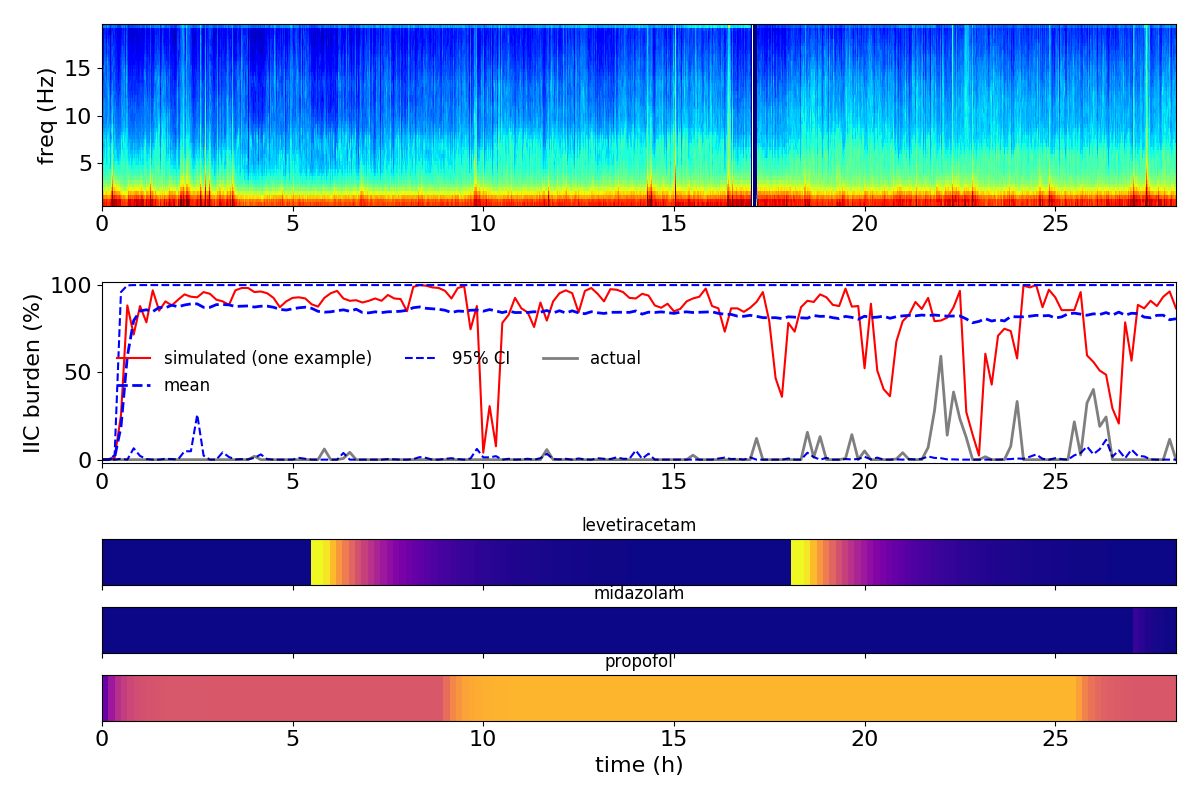 freq (Hz)
15
10
5
0 5 10 15 20 25
IIC burden (%)
100
50
0
simulated (one example) 95% CI actual
mean
0 5 10 15 20 25
levetiracetam
midazolam
propofol
0 5 10 15 20 25
time (h)